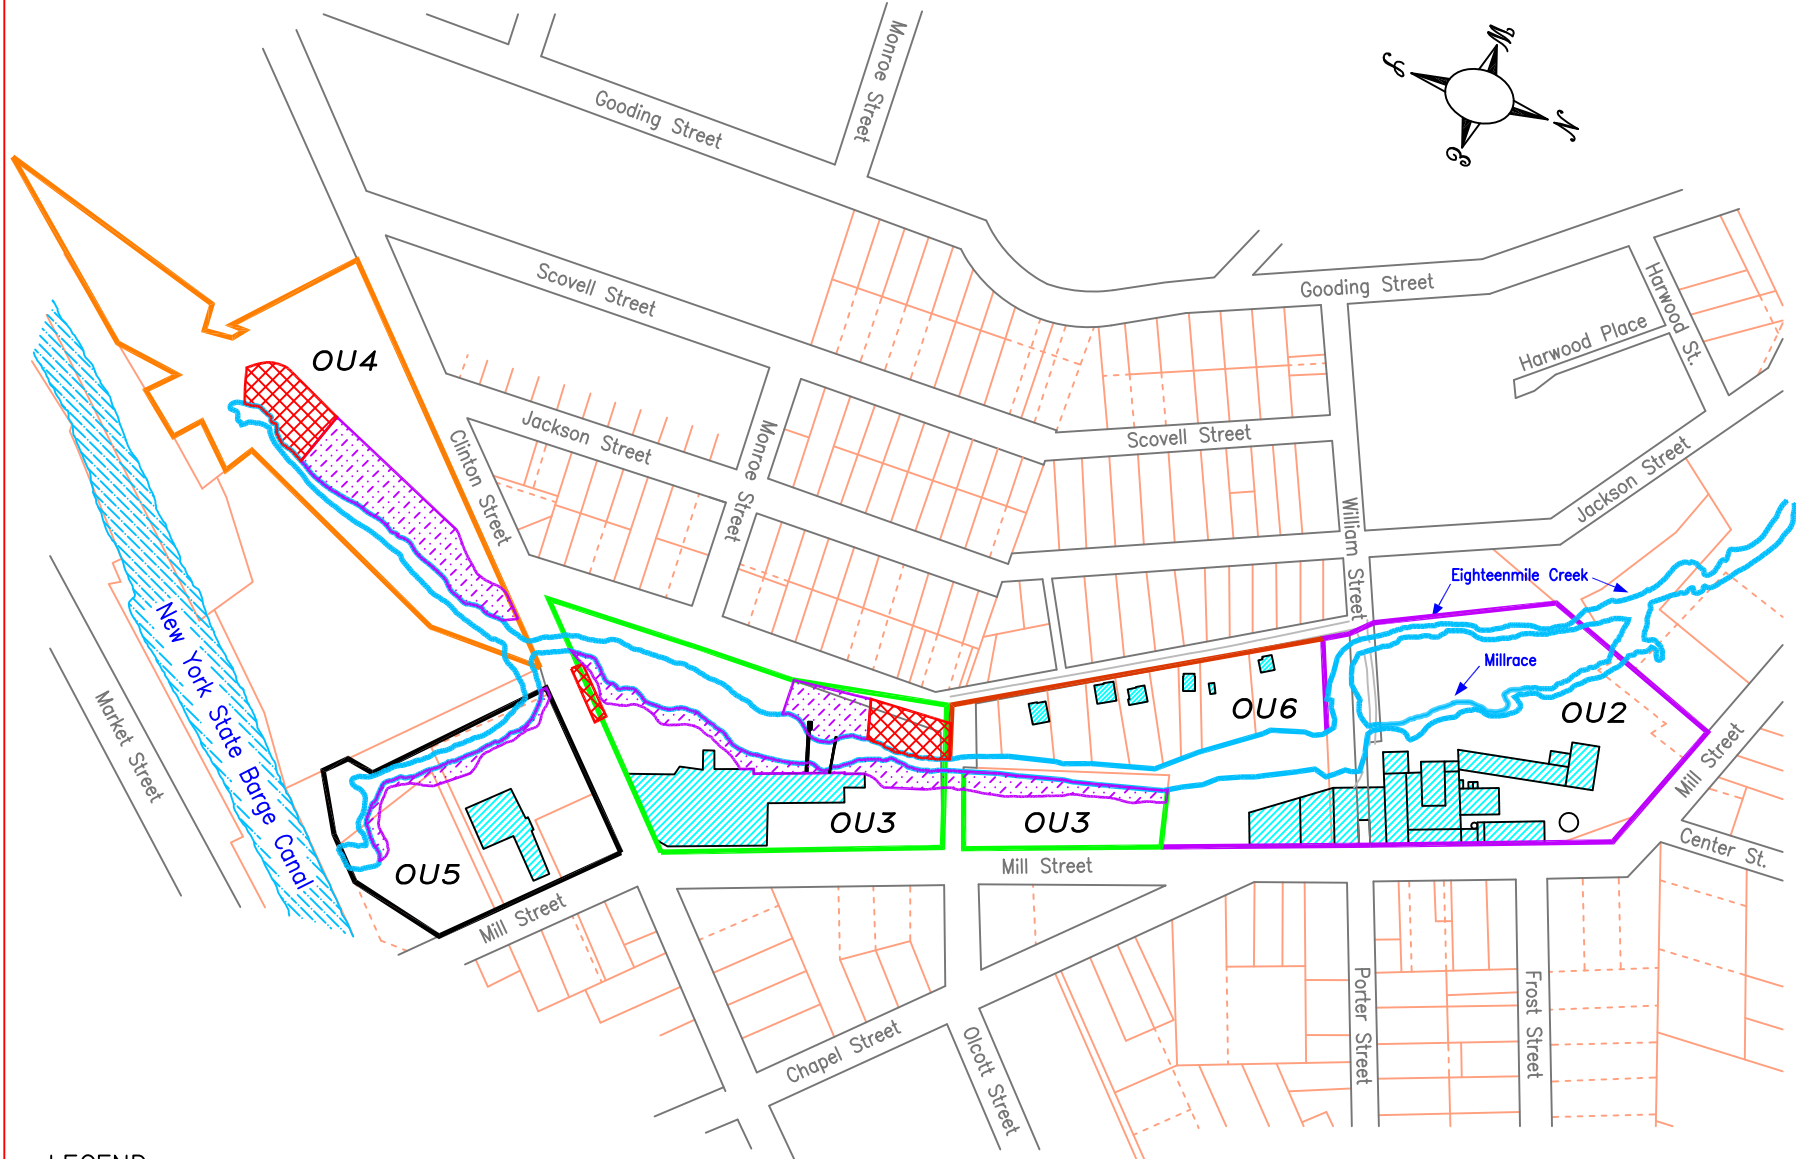 Monroe Street
W
S
N
E
Gooding Street
Scovell Street
Gooding Street
Harwood St.
Harwood Place
OU4
Jackson Street
Monroe Street
Scovell Street
Clinton Street
Jackson Street
William Street
Eighteenmile Creek
Millrace
New York State Barge Canal
Market Street
OU6
OU2
Mill Street
OU3
OU3
Center St.
Mill Street
OU5
Mill Street
Porter Street
Frost Street
Chapel Street
Olcott Street
LEGEND